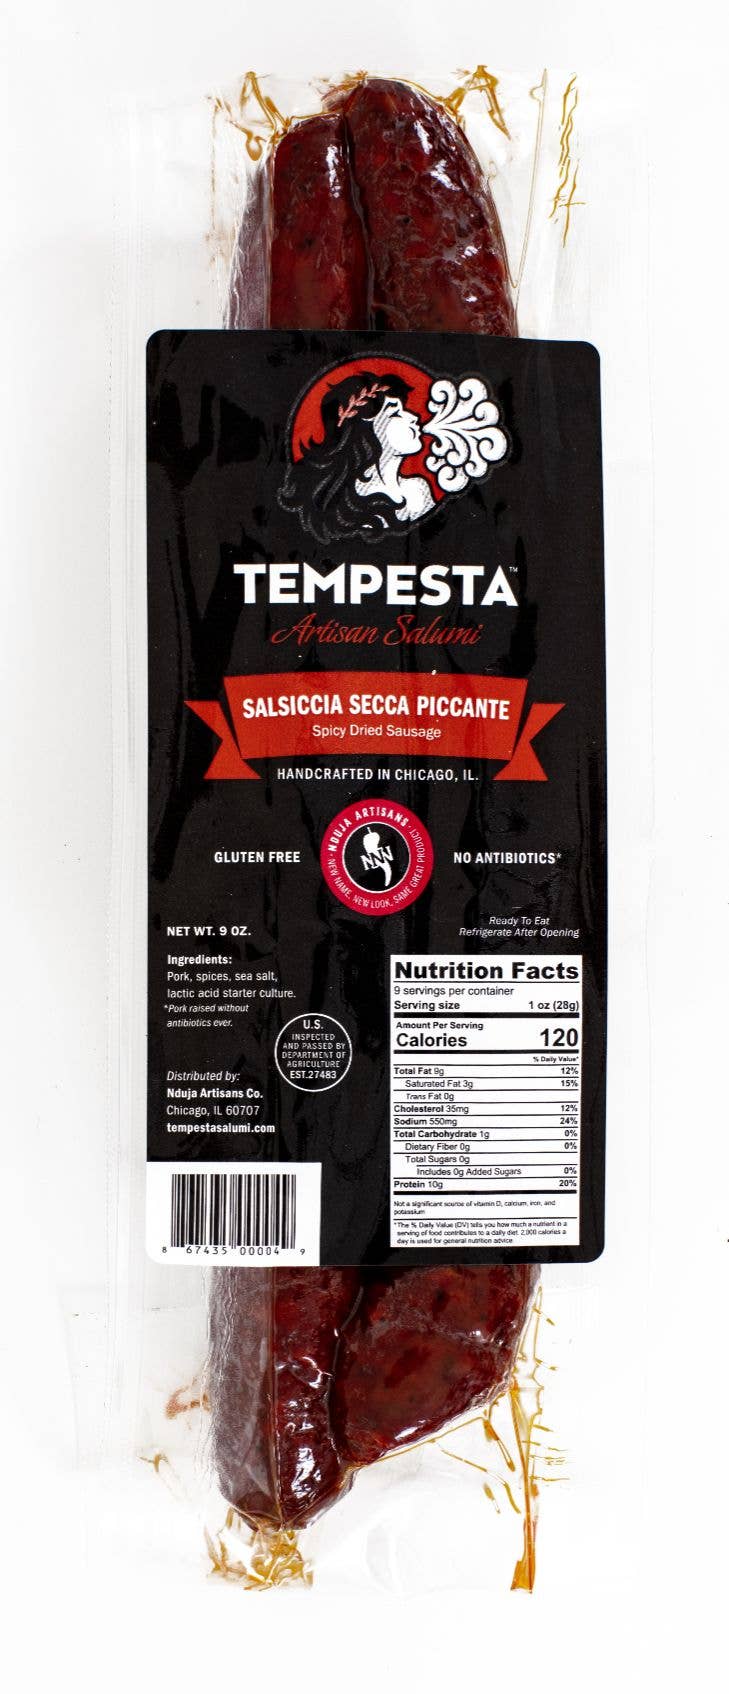 TEMPESTA™
Artisan Salumi
SALSICCIA SECCA PICCANTE
Spicy Dried Sausage
HANDCRAFTED IN CHICAGO, IL.
GLUTEN FREE
NDUJA ARTISANS
NEW NAME, NEW LOOK, SAME GREAT PRODUCT
NO ANTIBIOTICS*
Ready To Eat
Refrigerate After Opening
NET WT. 9 OZ.
Ingredients:
Pork, spices, sea salt,
lactic acid starter culture.
*Pork raised without
antibiotics ever.
U.S.
INSPECTED
AND PASSED BY
DEPARTMENT OF
AGRICULTURE
EST.27483
Distributed by:
Nduja Artisans Co.
Chicago, IL 60707
tempestasalumi.com
8 67435 00004 9
Nutrition Facts
9 servings per container
Serving size 1 oz (28g)
Amount Per Serving
Calories 120
% Daily Value*
Total Fat 9g 12%
Saturated Fat 3g 15%
Trans Fat 0g
Cholesterol 35mg 12%
Sodium 550mg 24%
Total Carbohydrate 1g 0%
Dietary Fiber 0g 0%
Total Sugars 0g
Includes 0g Added Sugars 0%
Protein 10g 20%
Not a significant source of vitamin D, calcium, iron, and
potassium
*The % Daily Value (DV) tells you how much a nutrient in a
serving of food contributes to a daily diet. 2,000 calories a
day is used for general nutrition advice.